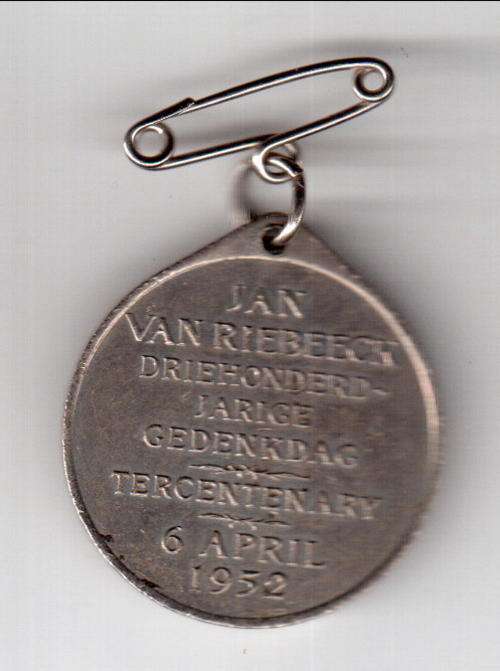 JAN
VAN RIEBEECK
DRIEHONDERD-
JARIGE
GEDENKDAG
TERCENTENARY
6 APRIL
1952